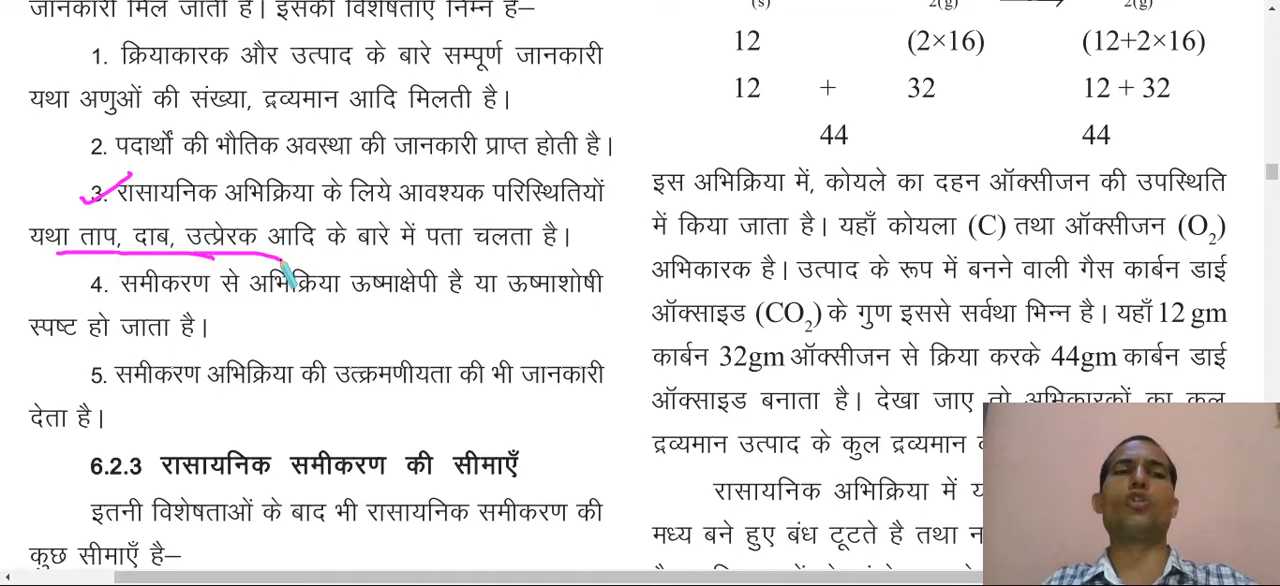 जानकारी मिल जाती है। इसकी विशेषताएँ निम्न है–
1. क्रियाकारक और उत्पाद के बारे सम्पूर्ण जानकारी
यथा अणुओं की संख्या, द्रव्यमान आदि मिलती है।
2. पदार्थों की भौतिक अवस्था की जानकारी प्राप्त होती है।
3. रासायनिक अभिक्रिया के लिये आवश्यक परिस्थितियों
यथा ताप, दाब, उत्प्रेरक आदि के बारे में पता चलता है।
4. समीकरण से अभिक्रिया ऊष्माक्षेपी है या ऊष्माशोषी
स्पष्ट हो जाता है।
5. समीकरण अभिक्रिया की उत्क्रमणीयता की भी जानकारी
देता है।
6.2.3 रासायनिक समीकरण की सीमाएँ
इतनी विशेषताओं के बाद भी रासायनिक समीकरण की
कुछ सीमाएँ है–
(s) 2(g) 2(g)
12 (2×16) (12+2×16)
12 + 32 12 + 32
44 44
इस अभिक्रिया में, कोयले का दहन ऑक्सीजन की उपस्थिति
में किया जाता है। यहाँ कोयला (C) तथा ऑक्सीजन (O₂)
अभिकारक है। उत्पाद के रूप में बनने वाली गैस कार्बन डाई
ऑक्साइड (CO₂) के गुण इससे सर्वथा भिन्न है। यहाँ 12 gm
कार्बन 32gm ऑक्सीजन से क्रिया करके 44gm कार्बन डाई
ऑक्साइड बनाता है। देखा जाए तो अभिकारकों का कुल
द्रव्यमान उत्पाद के कुल द्रव्यमान
रासायनिक अभिक्रिया में
मध्य बने हुए बंध टूटते है तथा